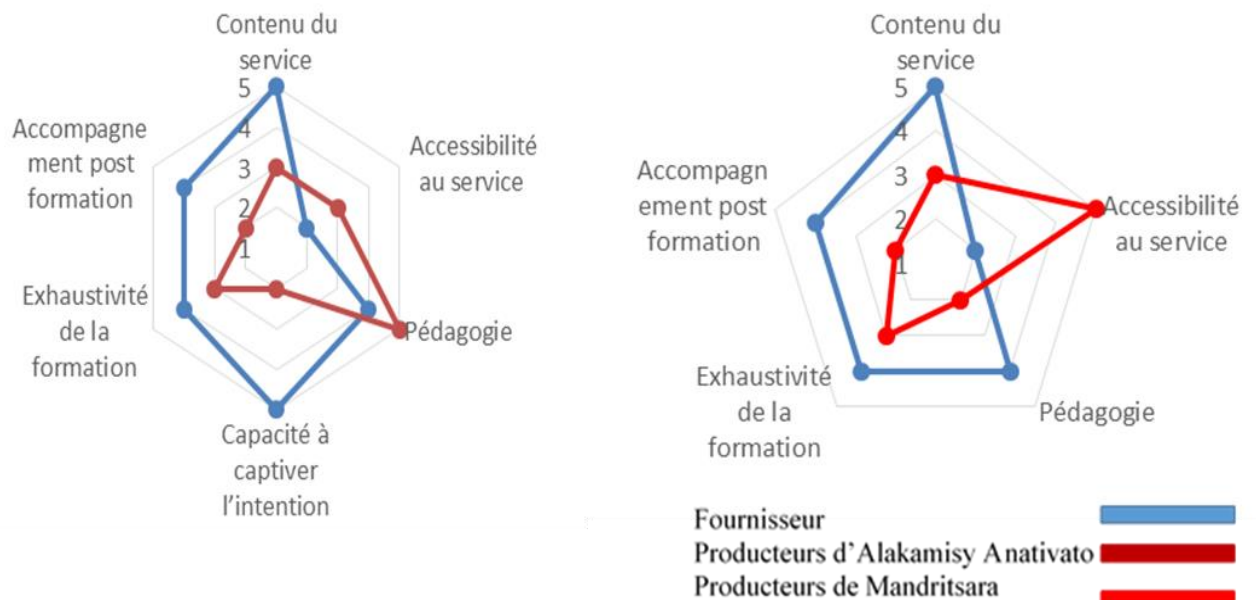 Contenu du
service
5
4
3
2
1
Accessibilité
au service
Pédagogie
Capacité à
captiver
l'intention
Exhaustivité
de la
formation
Accompagne
ment post
formation
Contenu du
service
5
4
3
2
1
Accessibilité
au service
Pédagogie
Exhaustivité
de la
formation
Accompagn
ement post
formation
Fournisseur
Producteurs d'Alakamisy Anativato
Producteurs de Mandritsara